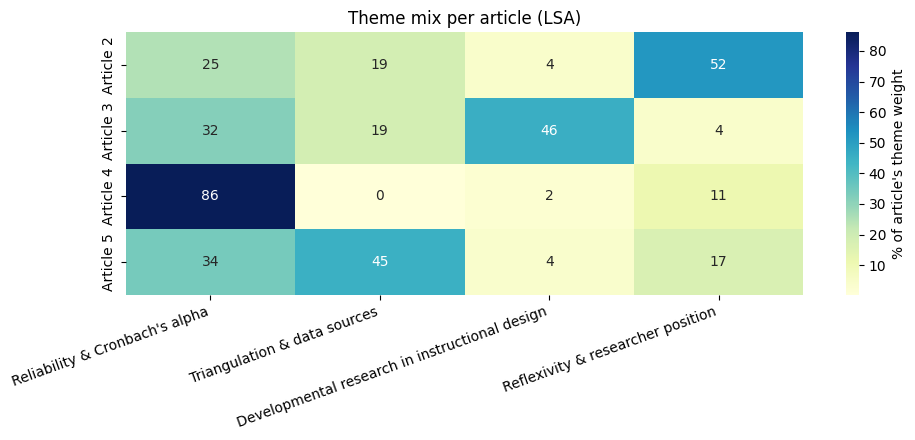 Theme mix per article (LSA)
Article 2
25 19 4 52
Article 3
32 19 46 4
Article 4
86 0 2 11
Article 5
34 45 4 17
Reliability & Cronbach's alpha
Triangulation & data sources
Developmental research in instructional design
Reflexivity & researcher position
80
70
60
50
40
30
20
10
% of article's theme weight